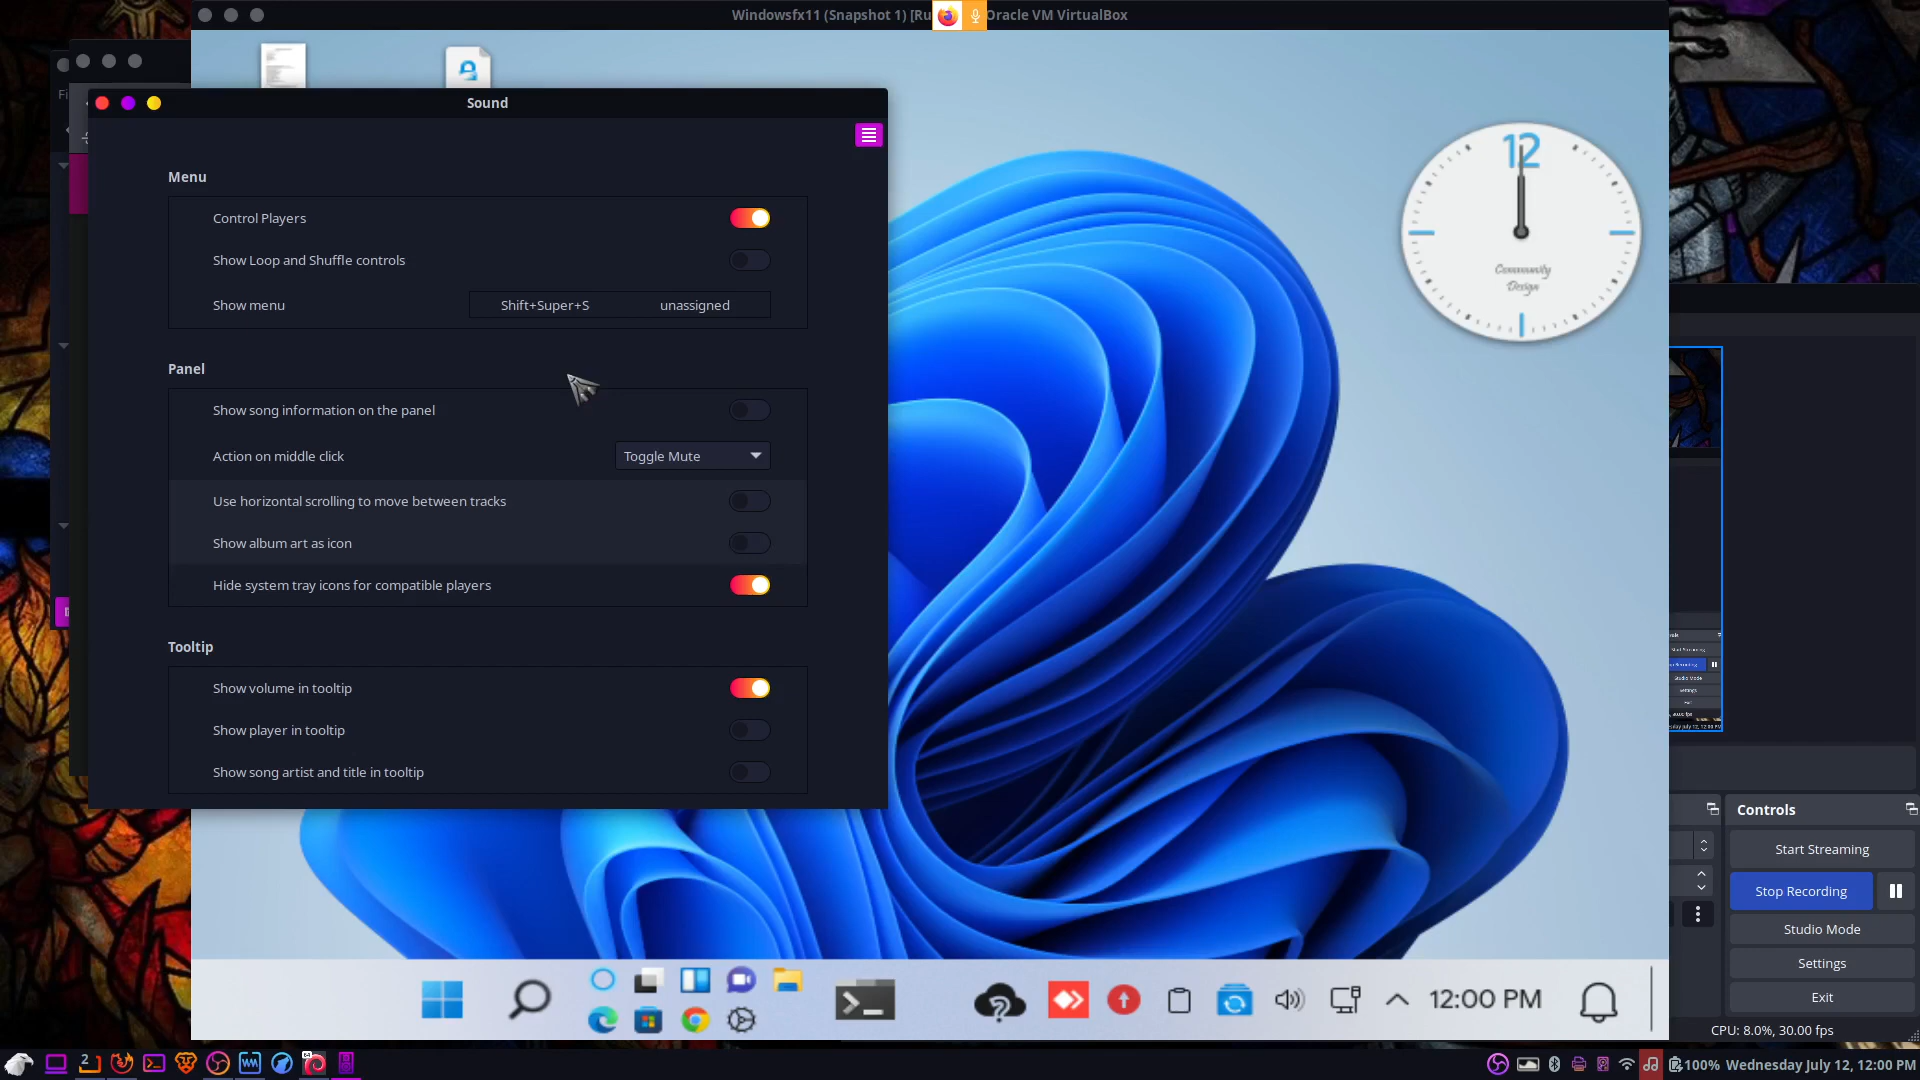 Windowsfx11 (Snapshot 1) [Ru
Oracle VM VirtualBox
Fi
Sound
Menu
Control Players
Show Loop and Shuffle controls
Show menu
Shift+Super+S
unassigned
Panel
Show song information on the panel
Action on middle click
Toggle Mute
Use horizontal scrolling to move between tracks
Show album art as icon
Hide system tray icons for compatible players
Tooltip
Show volume in tooltip
Show player in tooltip
Show song artist and title in tooltip
12
Community
Design
Controls
Start Streaming
Stop Recording
Studio Mode
Settings
Exit
CPU: 8.0%, 30.00 fps
12:00 PM
2
64
100% Wednesday July 12, 12:00 PM